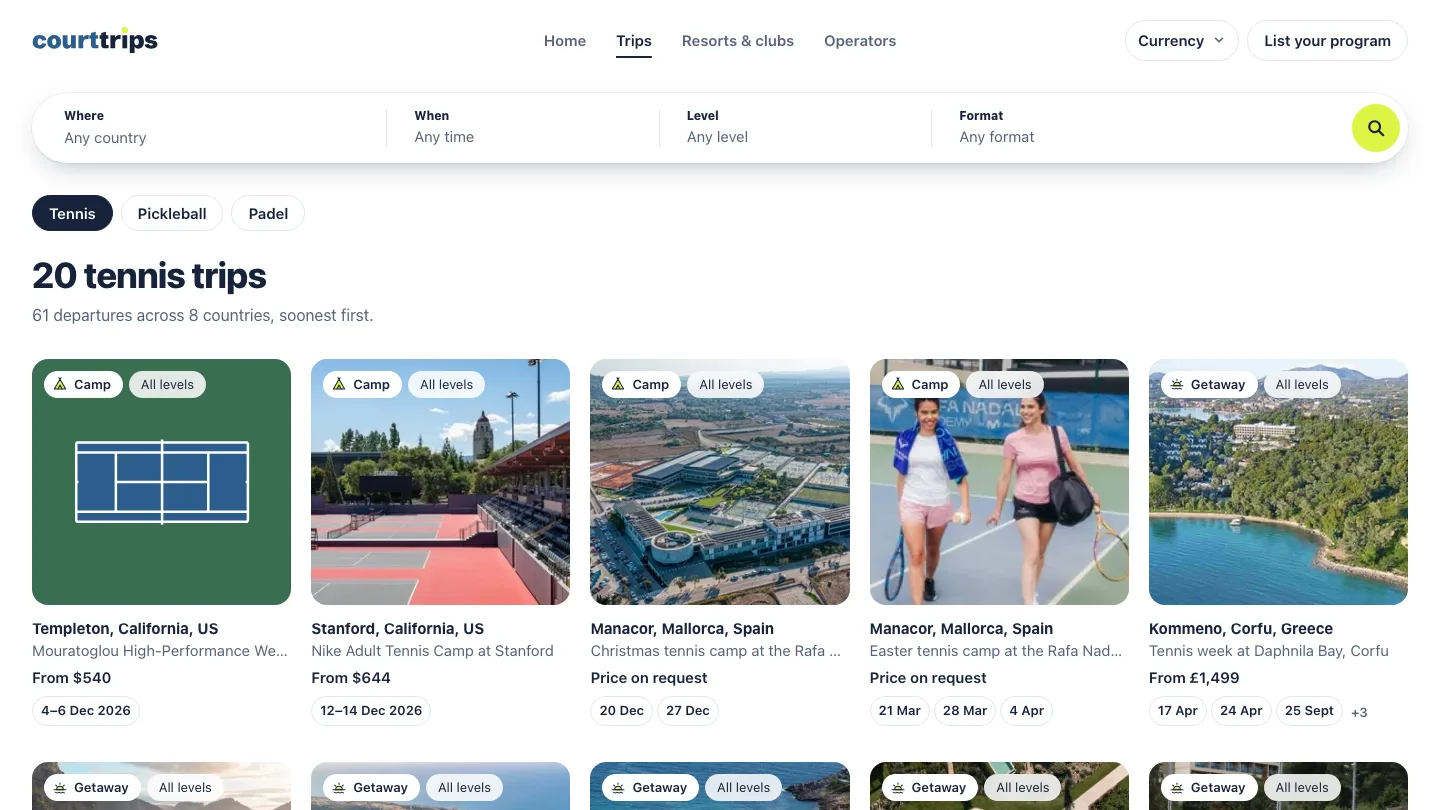 courttrips
Home Trips Resorts & clubs Operators
Currency List your program
Where When Level Format
Any country Any time Any level Any format
Tennis Pickleball Padel
20 tennis trips
61 departures across 8 countries, soonest first.
Camp All levels
Templeton, California, US
Mouratoglou High-Performance We...
From $540
4–6 Dec 2026
Camp All levels
STANFORD
Stanford, California, US
Nike Adult Tennis Camp at Stanford
From $644
12–14 Dec 2026
Camp All levels
Manacor, Mallorca, Spain
Christmas tennis camp at the Rafa ...
Price on request
20 Dec 27 Dec
Camp All levels
FA NADAL
DEMY
Manacor, Mallorca, Spain
Easter tennis camp at the Rafa Nad...
Price on request
21 Mar 28 Mar 4 Apr
Getaway All levels
Kommeno, Corfu, Greece
Tennis week at Daphnila Bay, Corfu
From £1,499
17 Apr 24 Apr 25 Sept +3
Getaway All levels
Getaway All levels
Getaway All levels
Getaway All levels
Getaway All levels